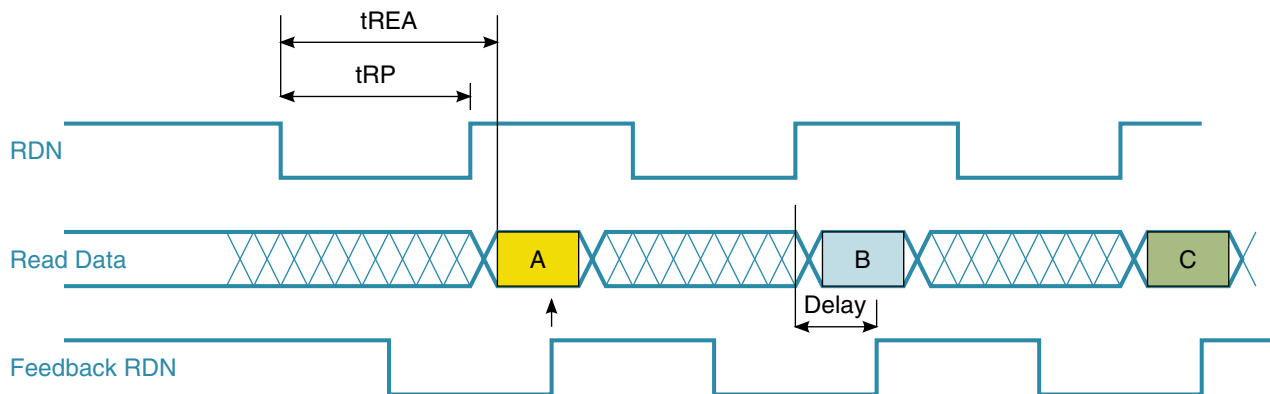 tREA
tRP
RDN
Read Data
A
B
C
Delay
Feedback RDN